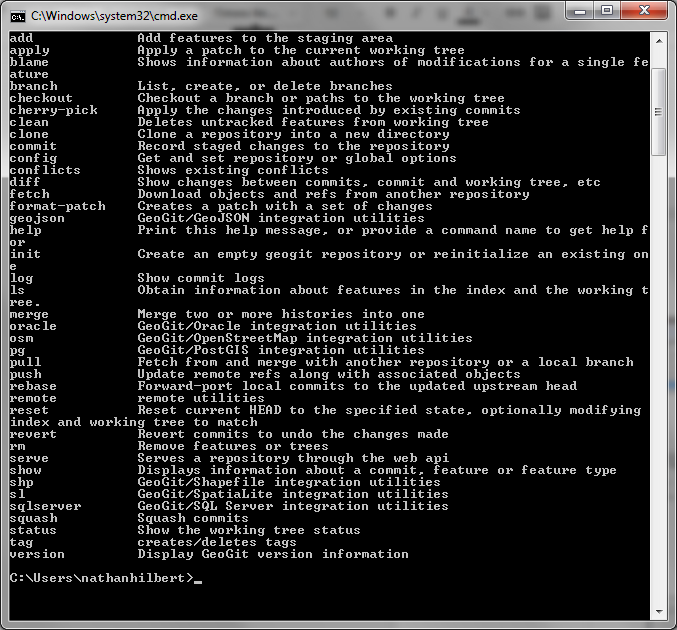 C:\Windows\system32\cmd.exe
add Add features to the staging area
apply Apply a patch to the current working tree
blame Shows information about authors of modifications for a single fe
ature
branch List, create, or delete branches
checkout Checkout a branch or paths to the working tree
cherry-pick Apply the changes introduced by existing commits
clean Deletes untracked features from working tree
clone Clone a repository into a new directory
commit Record staged changes to the repository
config Get and set repository or global options
conflicts Shows existing conflicts
diff Show changes between commits, commit and working tree, etc
fetch Download objects and refs from another repository
format-patch Creates a patch with a set of changes
geojson GeoGit/GeoJSON integration utilities
help Print this help message, or provide a command name to get help f
or
init Create an empty geogit repository or reinitialize an existing on
e
log Show commit logs
ls Obtain information about features in the index and the working t
ree.
merge Merge two or more histories into one
oracle GeoGit/Oracle integration utilities
osm GeoGit/OpenStreetMap integration utilities
pg GeoGit/PostGIS integration utilities
pull Fetch from and merge with another repository or a local branch
push Update remote refs along with associated objects
rebase Forward-port local commits to the updated upstream head
remote remote utilities
reset Reset current HEAD to the specified state, optionally modifying
index and working tree to match
revert Revert commits to undo the changes made
rm Remove features or trees
serve Serves a repository through the web api
show Displays information about a commit, feature or feature type
shp GeoGit/Shapefile integration utilities
sl GeoGit/SpatiaLite integration utilities
sqlserver GeoGit/SQL Server integration utilities
squash Squash commits
status Show the working tree status
tag creates/deletes tags
version Display GeoGit version information
C:\Users\nathanhilbert>_